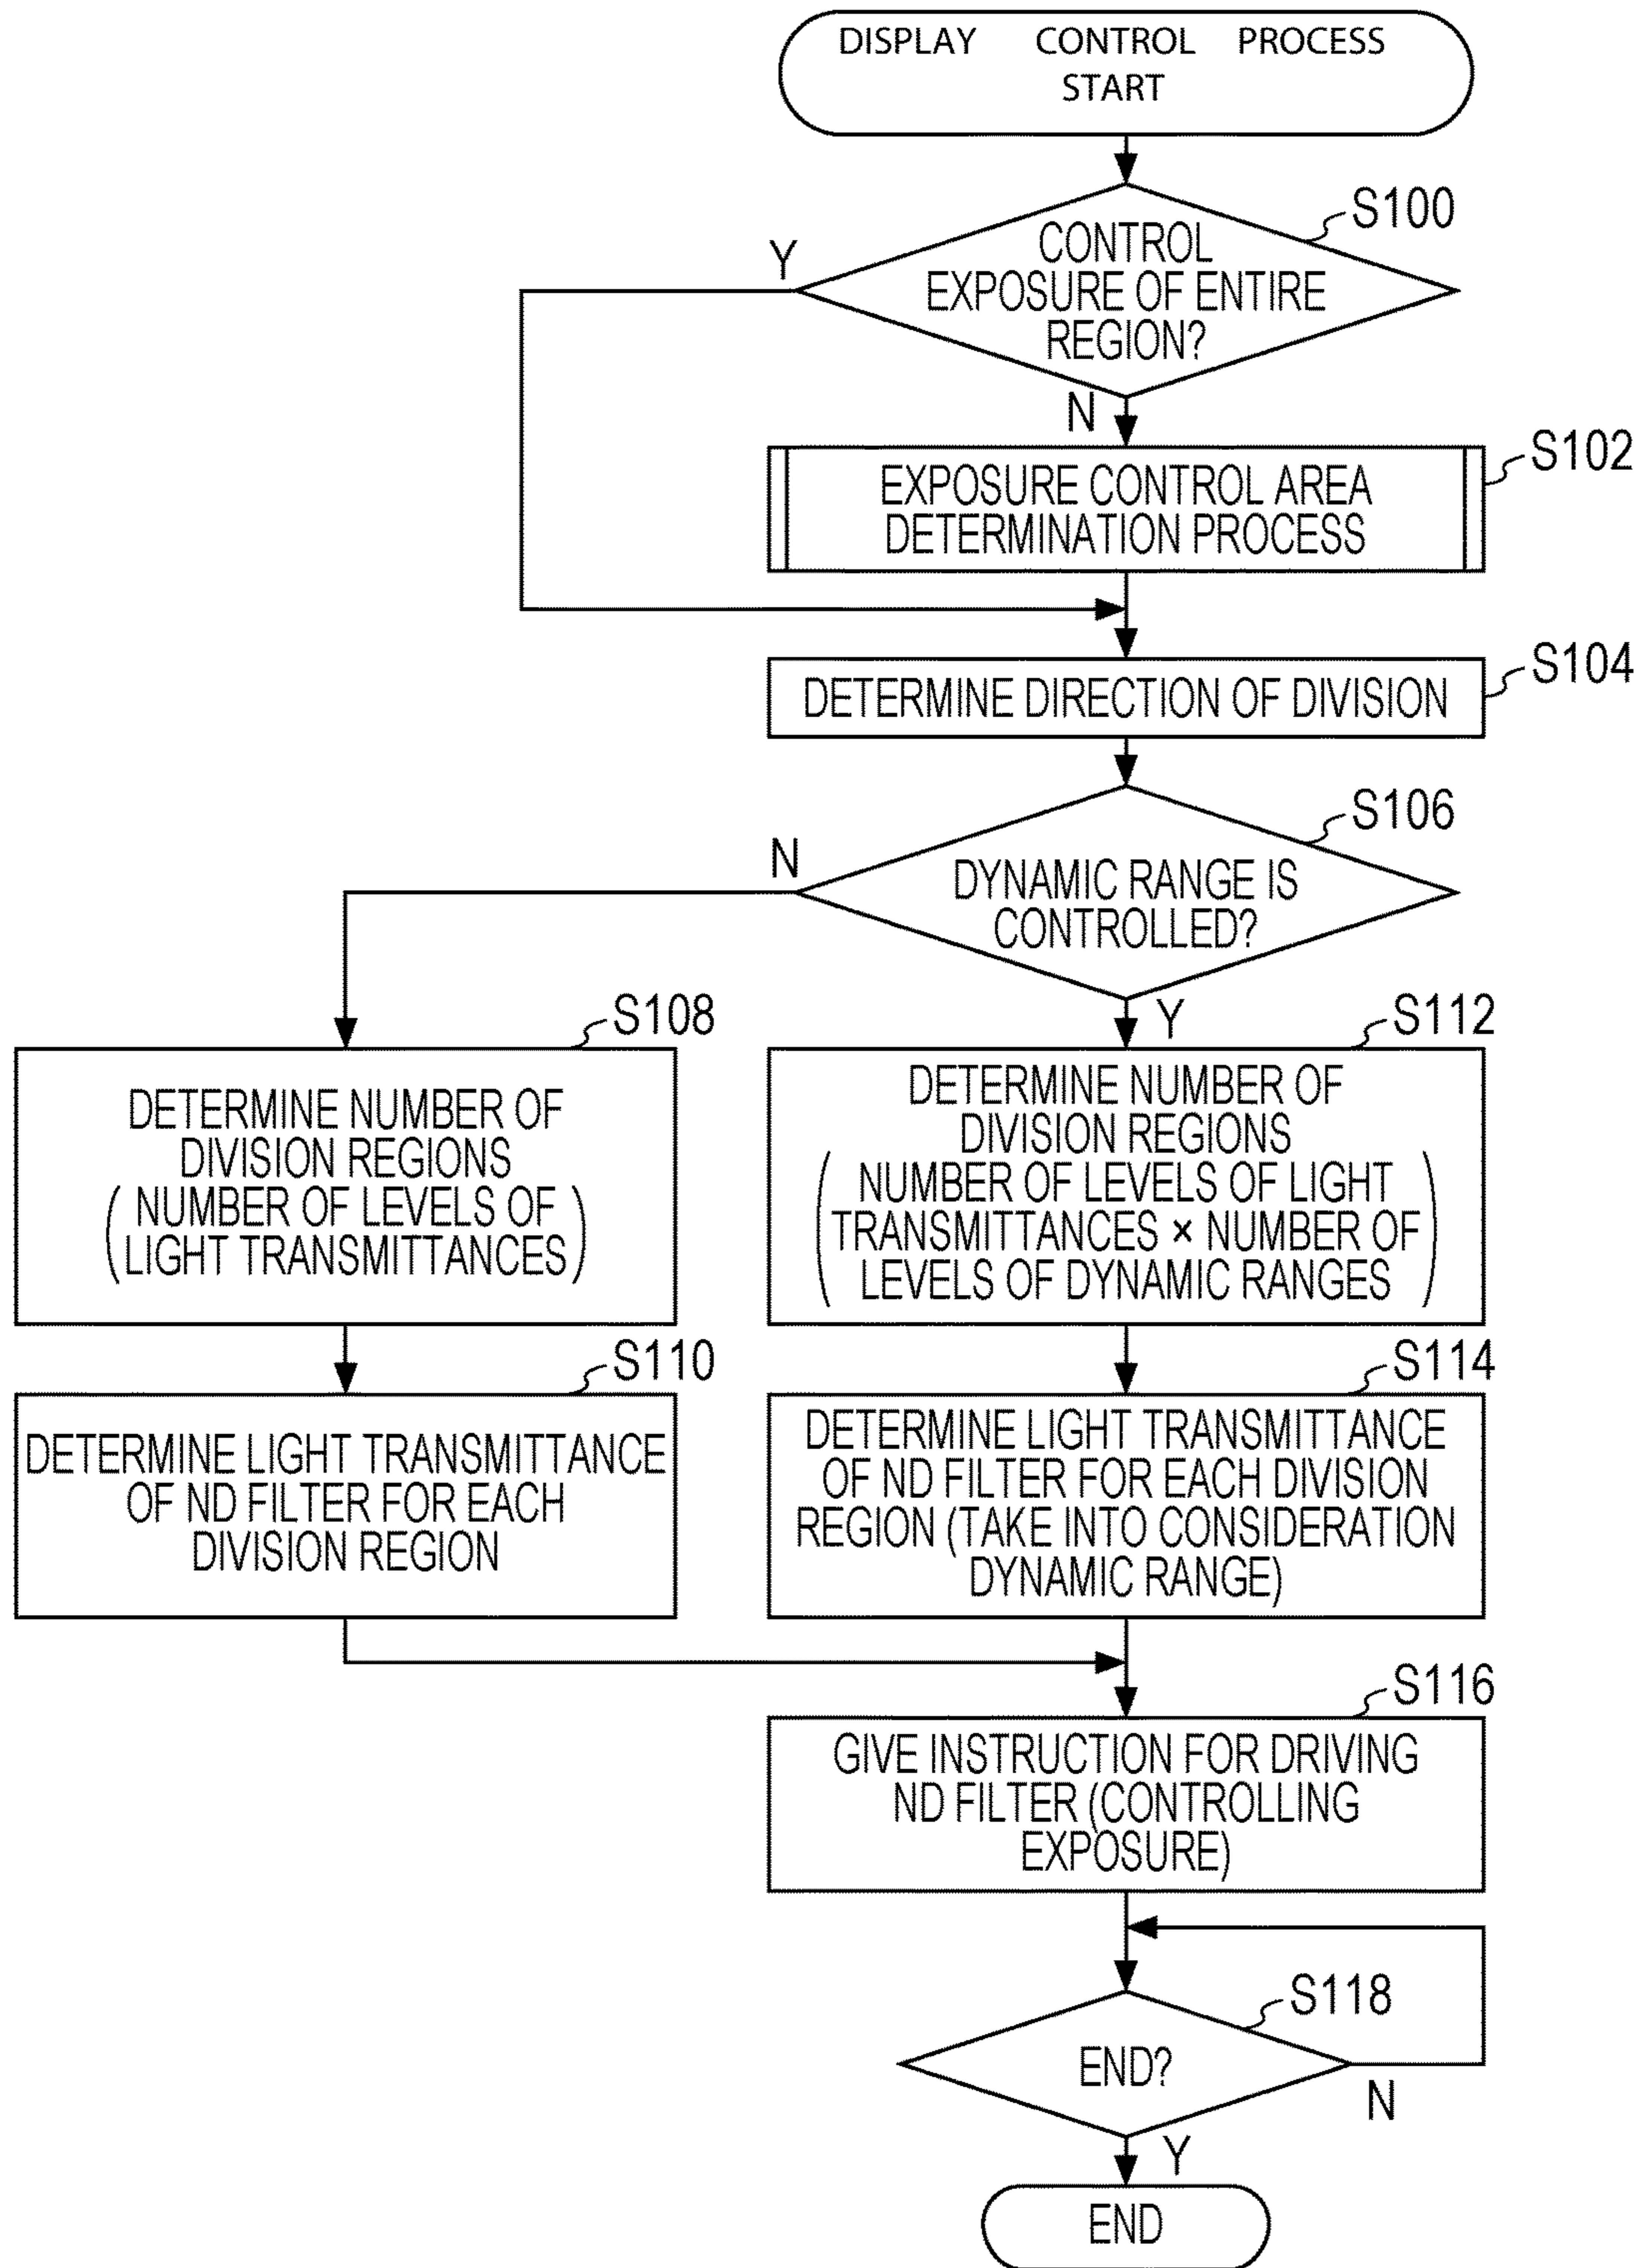 DISPLAY CONTROL PROCESS
START
S100
CONTROL
EXPOSURE OF ENTIRE
REGION?
Y
N
S102
EXPOSURE CONTROL AREA
DETERMINATION PROCESS
S104
DETERMINE DIRECTION OF DIVISION
S106
DYNAMIC RANGE IS
CONTROLLED?
N
Y
S108
DETERMINE NUMBER OF
DIVISION REGIONS
(NUMBER OF LEVELS OF
LIGHT TRANSMITTANCES)
S112
DETERMINE NUMBER OF
DIVISION REGIONS
(NUMBER OF LEVELS OF LIGHT
TRANSMITTANCES × NUMBER OF
LEVELS OF DYNAMIC RANGES)
S110
DETERMINE LIGHT TRANSMITTANCE
OF ND FILTER FOR EACH
DIVISION REGION
S114
DETERMINE LIGHT TRANSMITTANCE
OF ND FILTER FOR EACH DIVISION
REGION (TAKE INTO CONSIDERATION
DYNAMIC RANGE)
S116
GIVE INSTRUCTION FOR DRIVING
ND FILTER (CONTROLLING
EXPOSURE)
S118
END?
N
Y
END